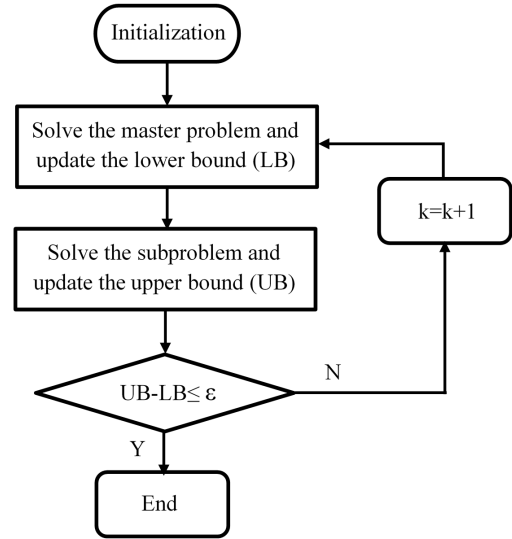 Initialization
Solve the master problem and
update the lower bound (LB)
k=k+1
Solve the subproblem and
update the upper bound (UB)
UB-LB≤ ε
N
Y
End